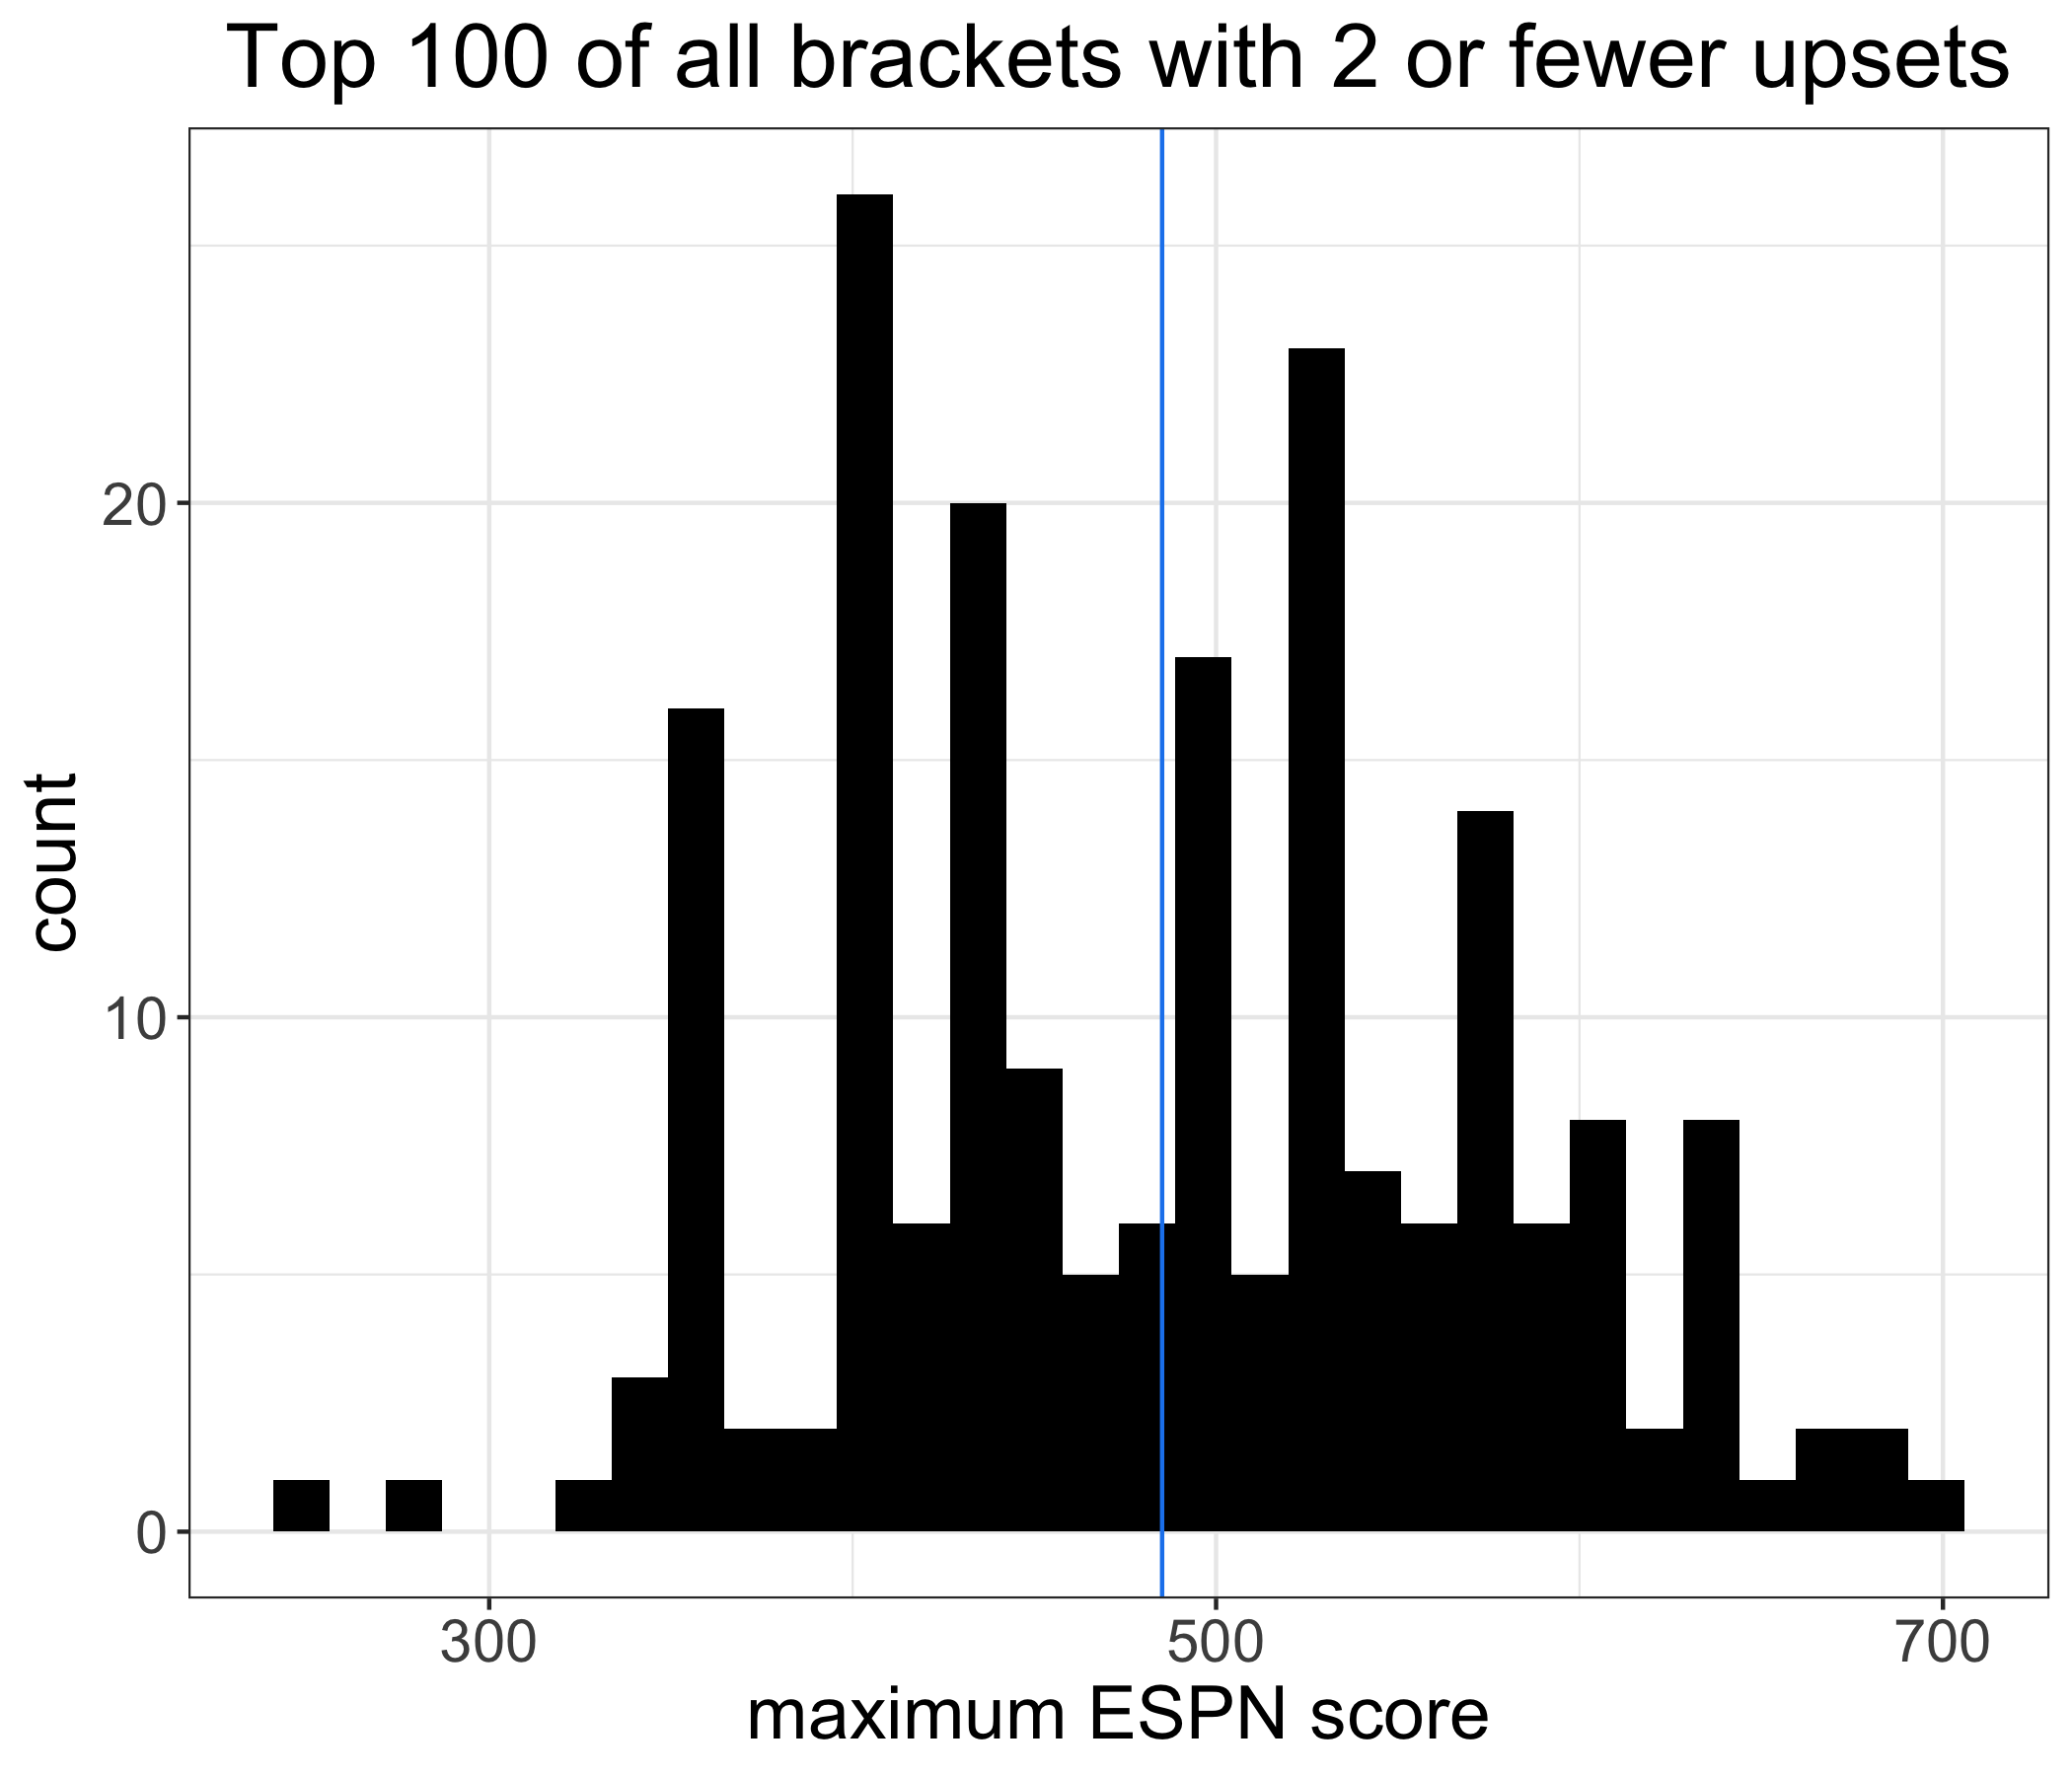 Top 100 of all brackets with 2 or fewer upsets
count
20
10
0
300 500 700
maximum ESPN score